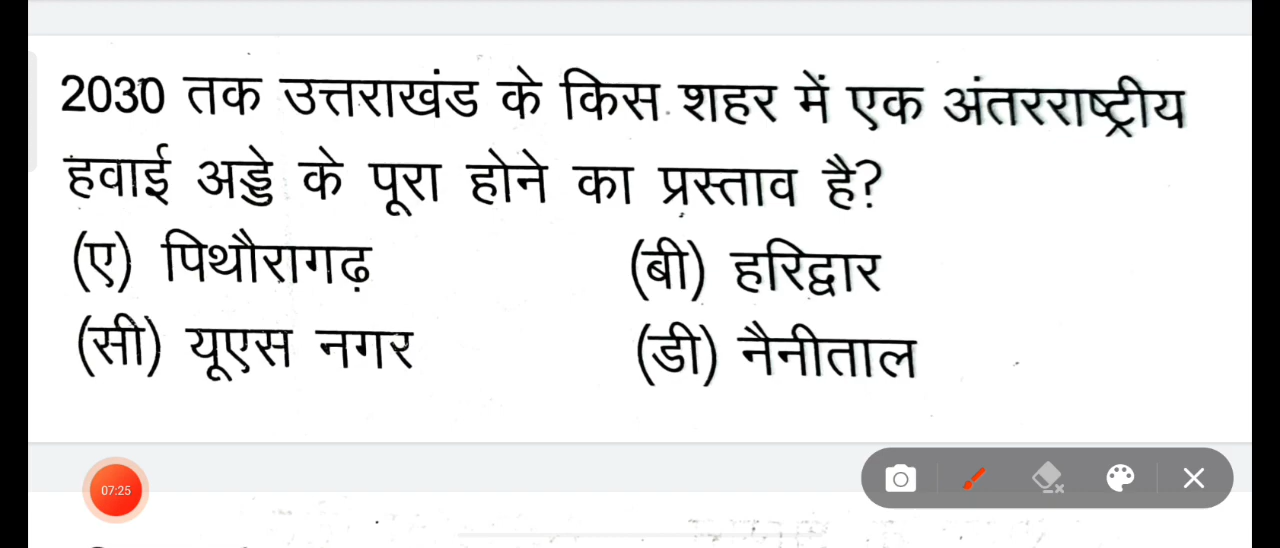 2030 तक उत्तराखंड के किस शहर में एक अंतरराष्ट्रीय
हवाई अड्डे के पूरा होने का प्रस्ताव है?
(ए) पिथौरागढ़ (बी) हरिद्वार
(सी) यूएस नगर (डी) नैनीताल
07:25